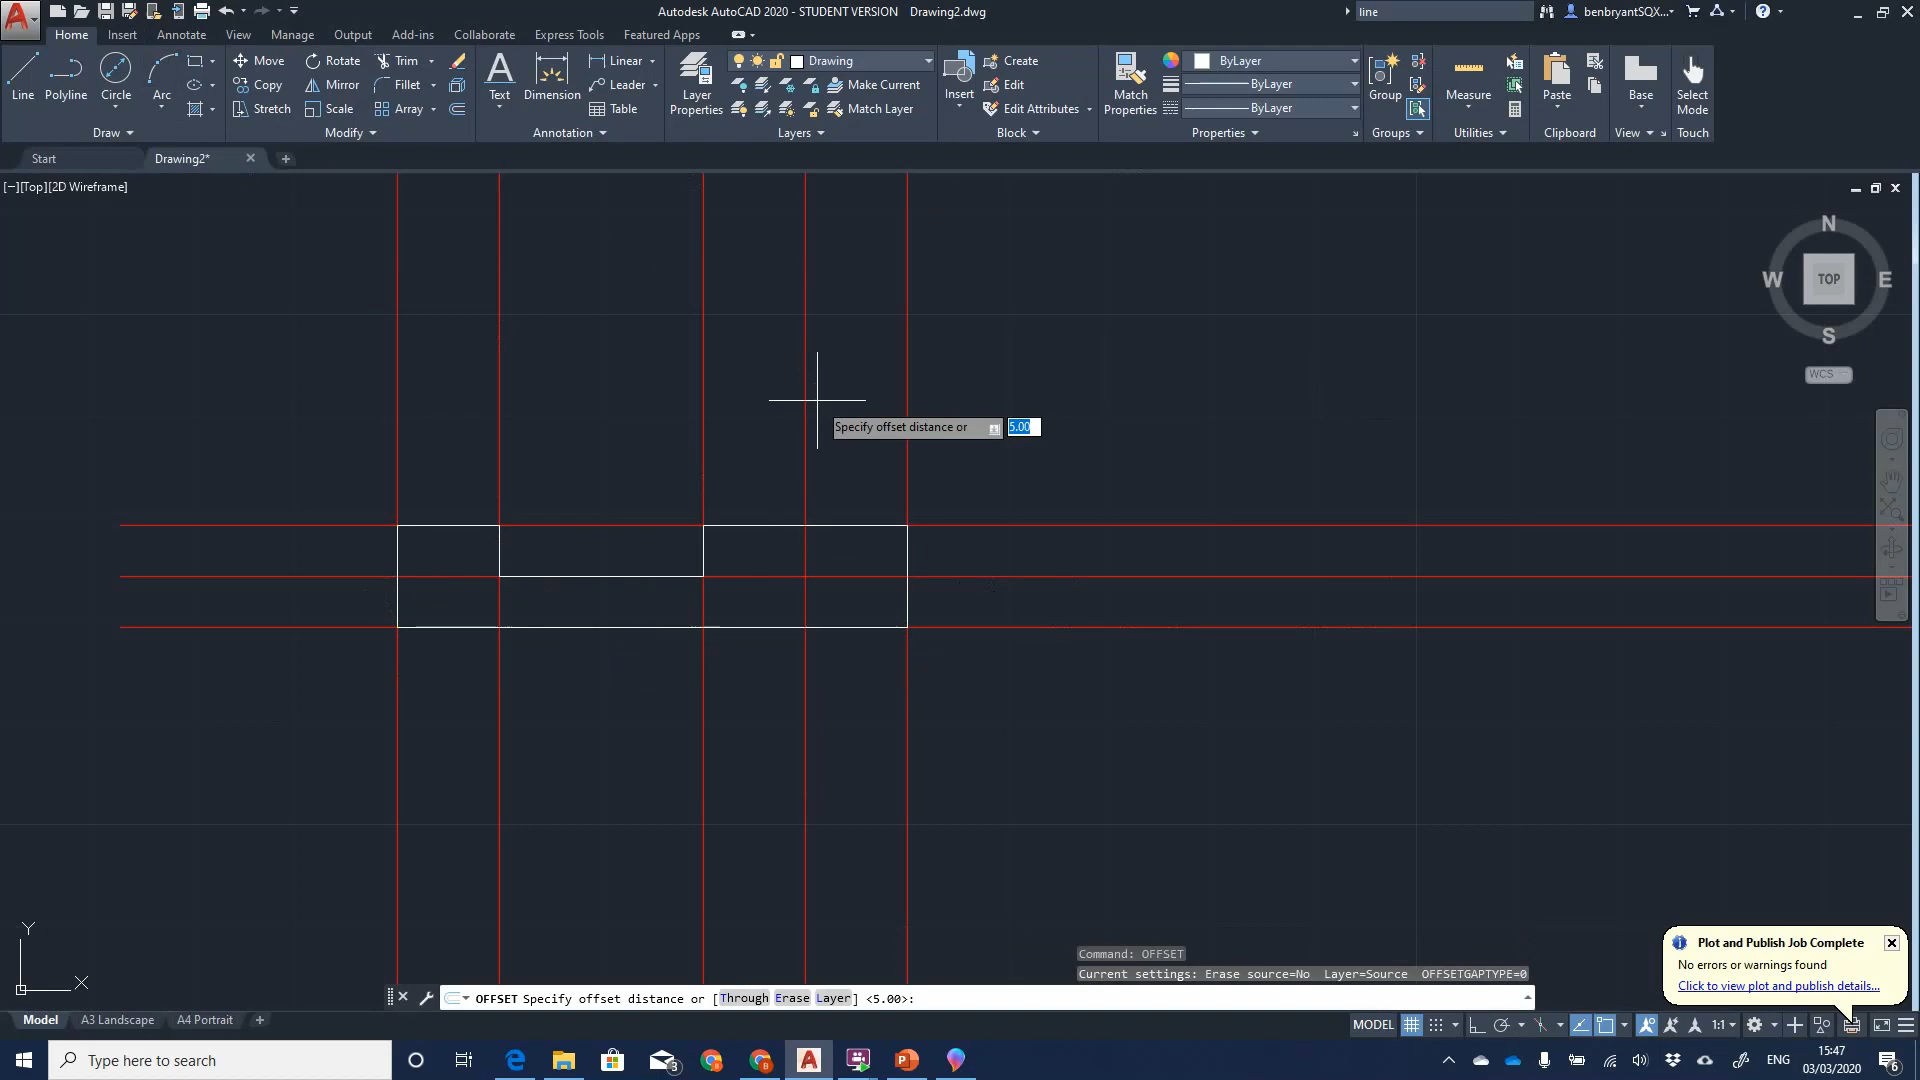 Autodesk AutoCAD 2020 - STUDENT VERSION Drawing2.dwg
line
benbryantSQX...
Home Insert Annotate View Manage Output Add-ins Collaborate Express Tools Featured Apps
Line Polyline Circle Arc
Move Rotate Trim
Copy Mirror Fillet
Stretch Scale Array
Text Dimension
Linear
Leader
Table
Layer
Properties
Drawing
Make Current
Match Layer
Insert
Create
Edit
Edit Attributes
Match
Properties
ByLayer
ByLayer
ByLayer
Group
Measure
Paste
Base
Select
Mode
Draw Modify Annotation Layers Block Properties Groups Utilities Clipboard View Touch
Start Drawing2*
[−][Top][2D Wireframe]
N
W TOP E
S
WCS
Specify offset distance or 5.00
Y
X
Command: OFFSET
Current settings: Erase source=No Layer=Source OFFSETGAPTYPE=0
OFFSET Specify offset distance or [Through Erase Layer] <5.00>:
Plot and Publish Job Complete
No errors or warnings found
Click to view plot and publish details...
Model A3 Landscape A4 Portrait
MODEL 1:1
Type here to search
3
ENG
15:47
03/03/2020
6